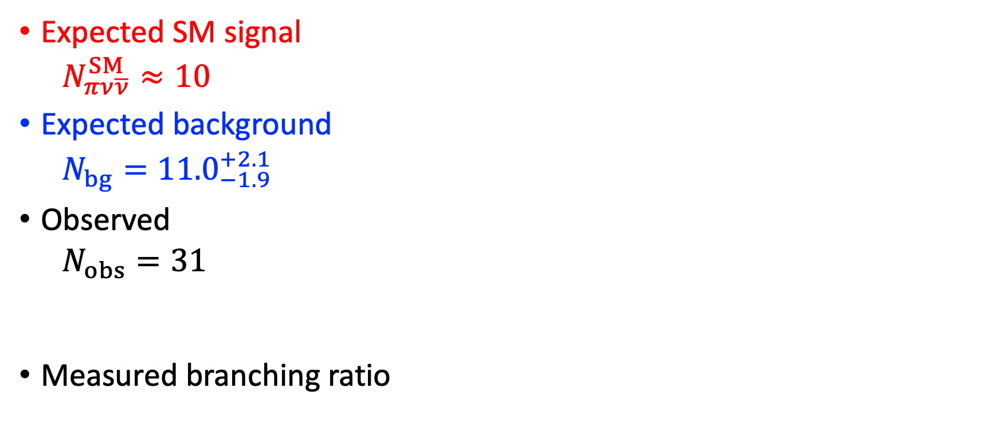 • Expected SM signal
$N_{\pi\nu\bar{\nu}}^{\mathrm{SM}} \approx 10$
• Expected background
$N_{\mathrm{bg}} = 11.0_{-1.9}^{+2.1}$
• Observed
$N_{\mathrm{obs}} = 31$
• Measured branching ratio